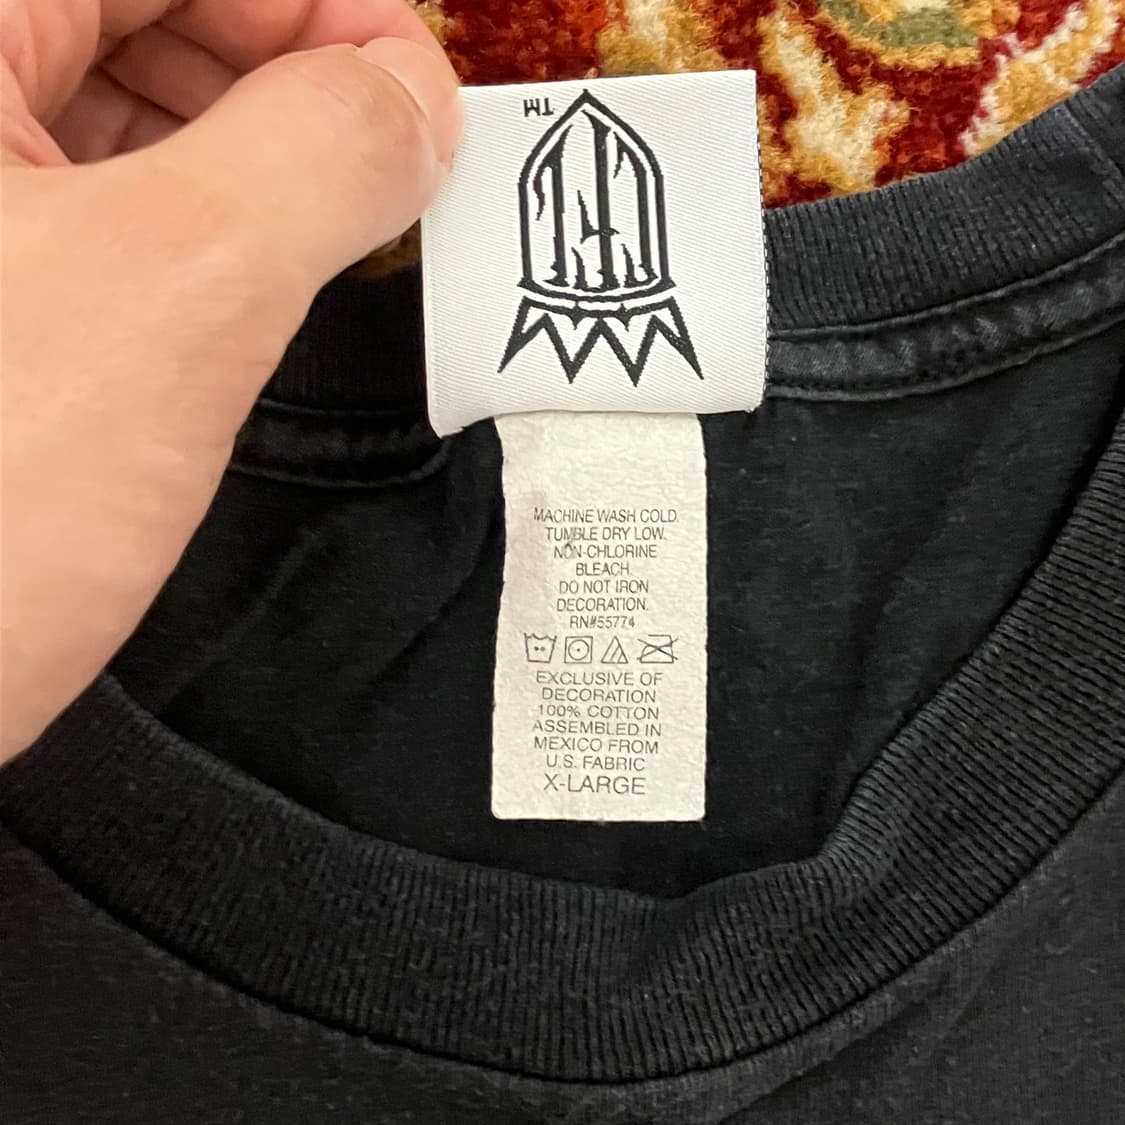 TM
MACHINE WASH COLD.
TUMBLE DRY LOW.
NON-CHLORINE
BLEACH.
DO NOT IRON
DECORATION.
RN#55774
EXCLUSIVE OF
DECORATION
100% COTTON
ASSEMBLED IN
MEXICO FROM
U.S. FABRIC
X-LARGE